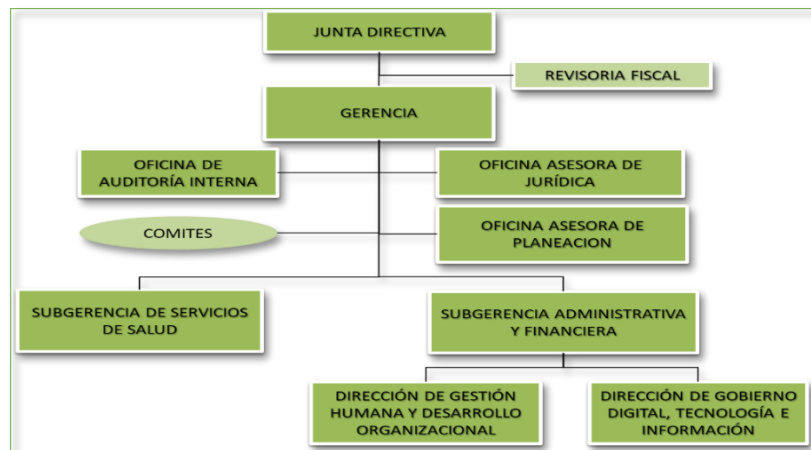 JUNTA DIRECTIVA
REVISORIA FISCAL
GERENCIA
OFICINA DE
AUDITORÍA INTERNA
OFICINA ASESORA DE
JURÍDICA
COMITES
OFICINA ASESORA DE
PLANEACION
SUBGERENCIA DE SERVICIOS
DE SALUD
SUBGERENCIA ADMINISTRATIVA
Y FINANCIERA
DIRECCIÓN DE GESTIÓN
HUMANA Y DESARROLLO
ORGANIZACIONAL
DIRECCIÓN DE GOBIERNO
DIGITAL, TECNOLOGÍA E
INFORMACIÓN